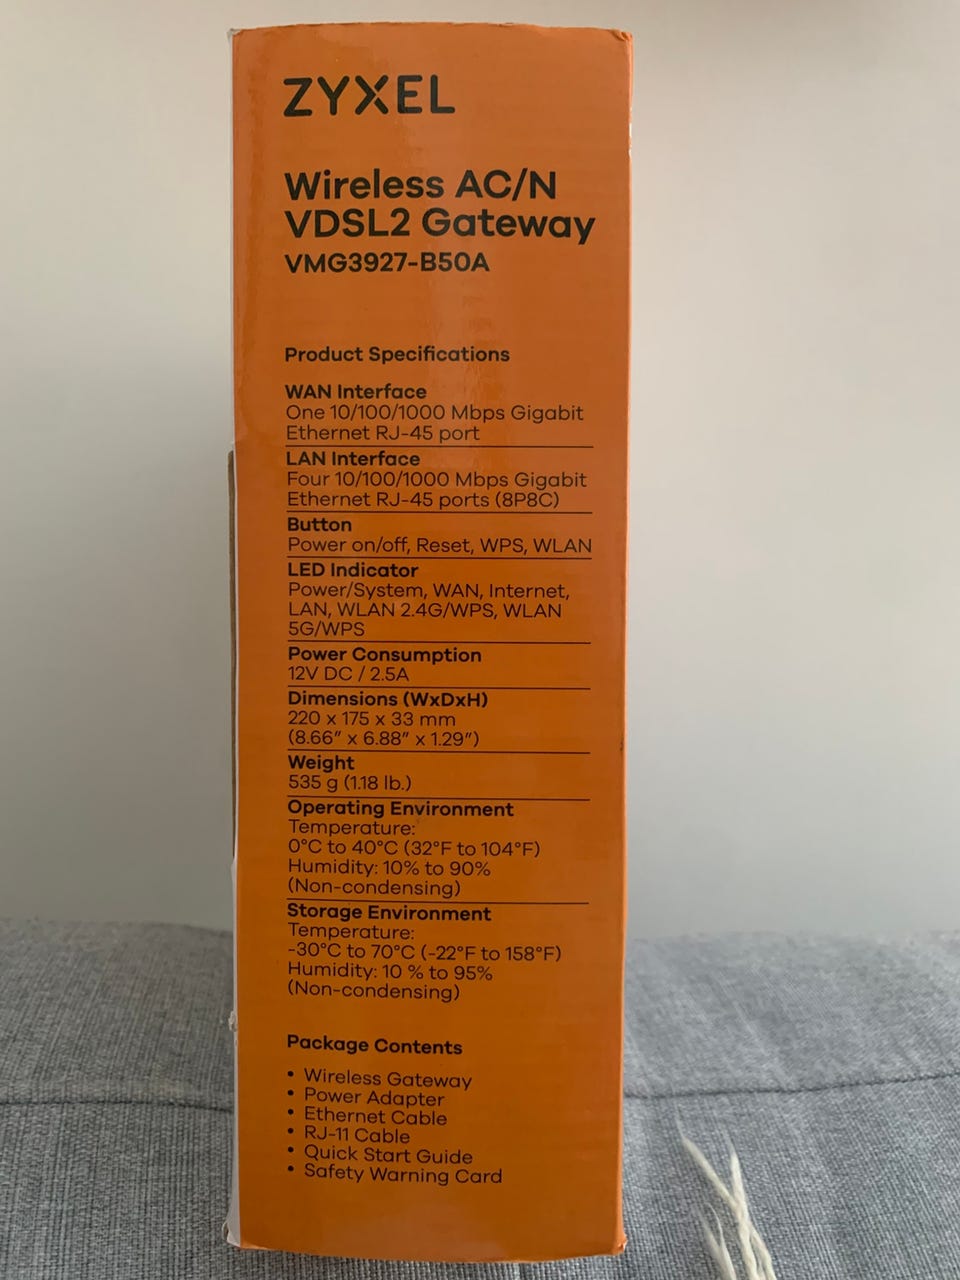 ZYXEL
Wireless AC/N
VDSL2 Gateway
VMG3927-B50A
Product Specifications
WAN Interface
One 10/100/1000 Mbps Gigabit
Ethernet RJ-45 port
LAN Interface
Four 10/100/1000 Mbps Gigabit
Ethernet RJ-45 ports (8P8C)
Button
Power on/off, Reset, WPS, WLAN
LED Indicator
Power/System, WAN, Internet,
LAN, WLAN 2.4G/WPS, WLAN
5G/WPS
Power Consumption
12V DC / 2.5A
Dimensions (WxDxH)
220 x 175 x 33 mm
(8.66" x 6.88" x 1.29")
Weight
535 g (1.18 lb.)
Operating Environment
Temperature:
0°C to 40°C (32°F to 104°F)
Humidity: 10% to 90%
(Non-condensing)
Storage Environment
Temperature:
-30°C to 70°C (-22°F to 158°F)
Humidity: 10 % to 95%
(Non-condensing)
Package Contents
• Wireless Gateway
• Power Adapter
• Ethernet Cable
• RJ-11 Cable
• Quick Start Guide
• Safety Warning Card